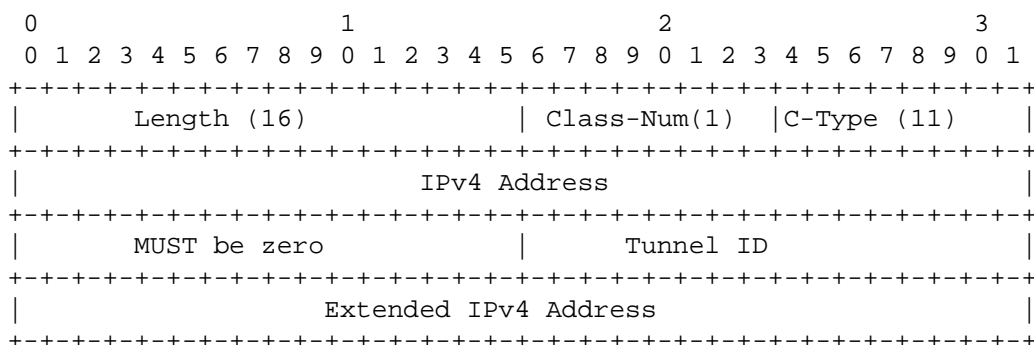 0                   1                   2                   3
 0 1 2 3 4 5 6 7 8 9 0 1 2 3 4 5 6 7 8 9 0 1 2 3 4 5 6 7 8 9 0 1
+-+-+-+-+-+-+-+-+-+-+-+-+-+-+-+-+-+-+-+-+-+-+-+-+-+-+-+-+-+-+-+-+
|       Length (16)             | Class-Num(1)  |C-Type (11)    |
+-+-+-+-+-+-+-+-+-+-+-+-+-+-+-+-+-+-+-+-+-+-+-+-+-+-+-+-+-+-+-+-+
|                         IPv4 Address                          |
+-+-+-+-+-+-+-+-+-+-+-+-+-+-+-+-+-+-+-+-+-+-+-+-+-+-+-+-+-+-+-+-+
|       MUST be zero            |      Tunnel ID                |
+-+-+-+-+-+-+-+-+-+-+-+-+-+-+-+-+-+-+-+-+-+-+-+-+-+-+-+-+-+-+-+-+
|                   Extended IPv4 Address                       |
+-+-+-+-+-+-+-+-+-+-+-+-+-+-+-+-+-+-+-+-+-+-+-+-+-+-+-+-+-+-+-+-+